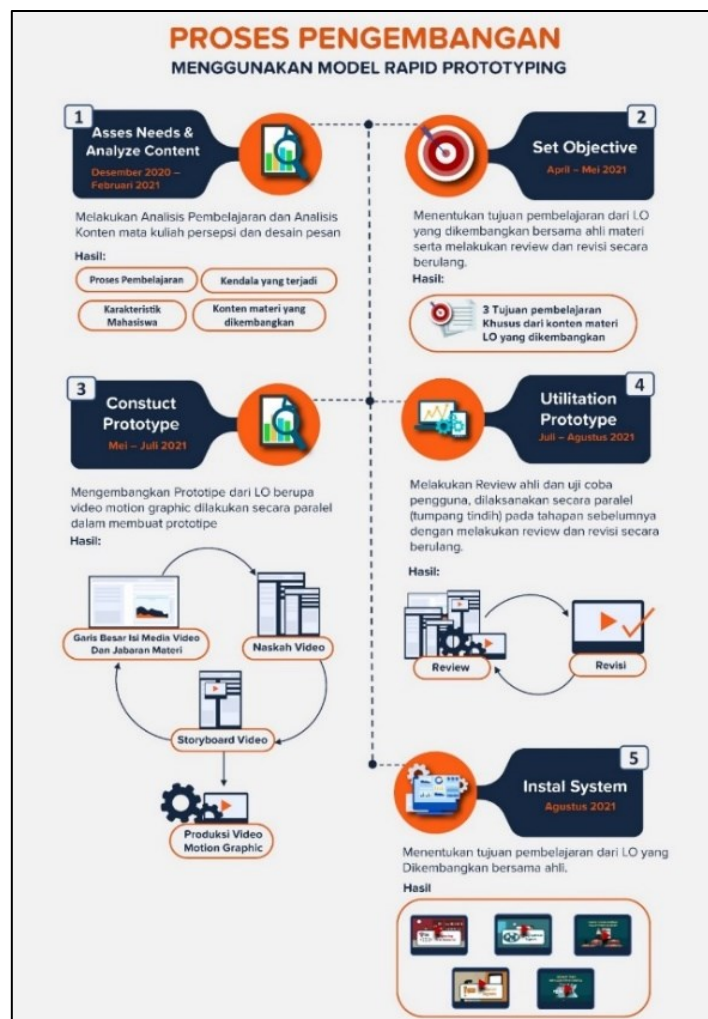 PROSES PENGEMBANGAN
MENGGUNAKAN MODEL RAPID PROTOTYPING
1
Asses Needs &
Analyze Content
Desember 2020 –
Februari 2021
Melakukan Analisis Pembelajaran dan Analisis
Konten mata kuliah persepsi dan desain pesan
Hasil:
Proses Pembelajaran
Kendala yang terjadi
Karakteristik
Mahasiswa
Konten materi yang
dikembangkan
2
Set Objective
April – Mei 2021
Menentukan tujuan pembelajaran dari LO
yang dikembangkan bersama ahli materi
serta melakukan review dan revisi secara
berulang.
Hasil:
3 Tujuan pembelajaran
Khusus dari konten materi
LO yang dikembangkan
3
Constuct
Prototype
Mei – Juli 2021
Mengembangkan Prototipe dari LO berupa
video motion graphic dilakukan secara paralel
dalam membuat prototipe
Hasil:
Garis Besar Isi Media Video
Dan Jabaran Materi
Naskah Video
Storyboard Video
Produksi Video
Motion Graphic
4
Utilitation
Prototype
Juli – Agustus 2021
Melakukan Review ahli dan uji coba
pengguna, dilaksanakan secara paralel
(tumpang tindih) pada tahapan sebelumnya
dengan melakukan review dan revisi secara
berulang.
Hasil:
Review
Revisi
5
Instal System
Agustus 2021
Menentukan tujuan pembelajaran dari LO yang
Dikembangkan bersama ahli.
Hasil